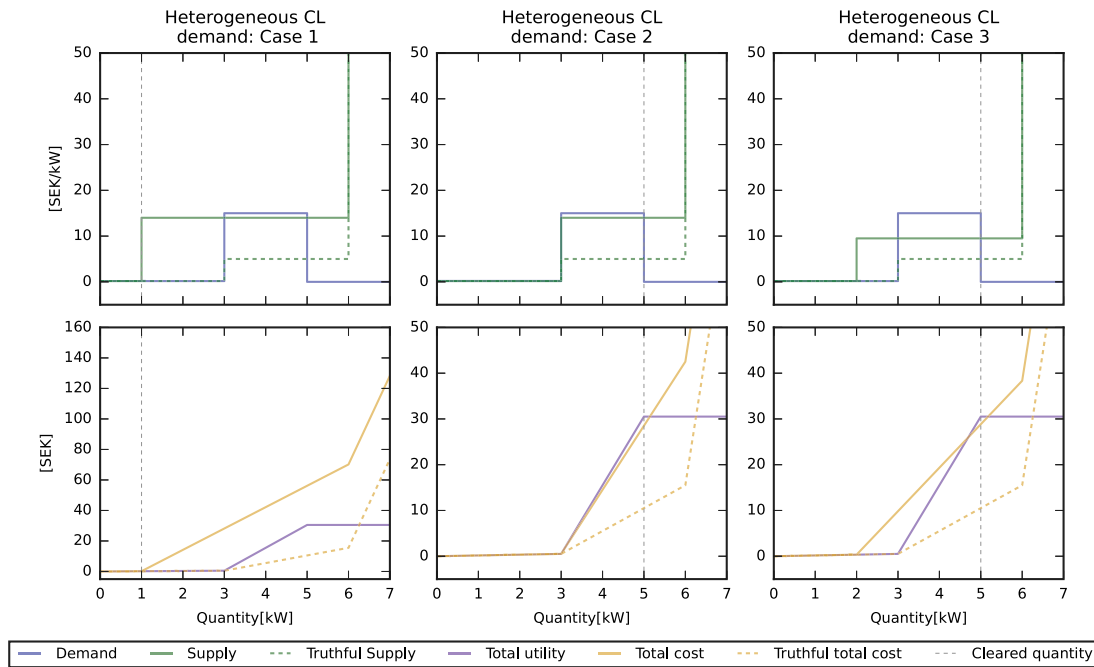 Heterogeneous CL
demand: Case 1
Heterogeneous CL
demand: Case 2
Heterogeneous CL
demand: Case 3
[SEK/kW]
50
40
30
20
10
0
50
40
30
20
10
0
50
40
30
20
10
0
[SEK]
160
140
120
100
80
60
40
20
0
50
40
30
20
10
0
50
40
30
20
10
0
0 1 2 3 4 5 6 7
0 1 2 3 4 5 6 7
0 1 2 3 4 5 6 7
Quantity[kW]
Quantity[kW]
Quantity[kW]
Demand Supply Truthful Supply Total utility Total cost Truthful total cost Cleared quantity